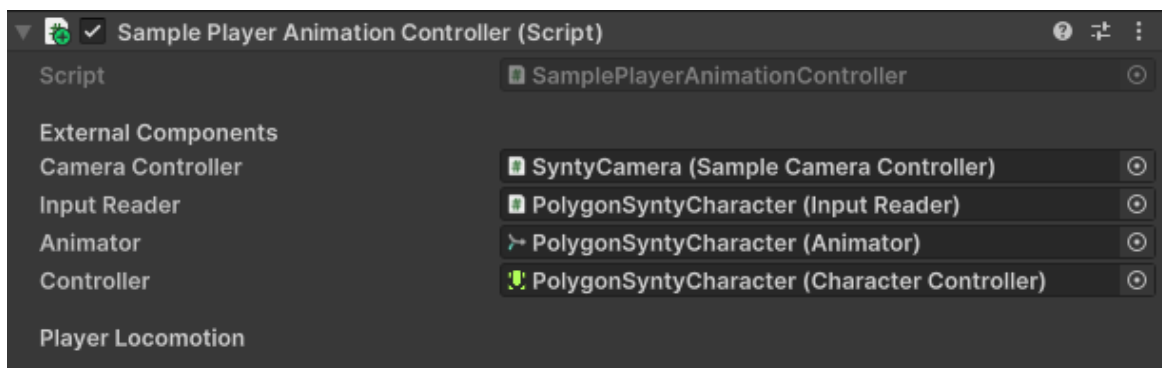 Sample Player Animation Controller (Script)
Script SamplePlayerAnimationController
External Components
Camera Controller SyntyCamera (Sample Camera Controller)
Input Reader PolygonSyntyCharacter (Input Reader)
Animator PolygonSyntyCharacter (Animator)
Controller PolygonSyntyCharacter (Character Controller)
Player Locomotion